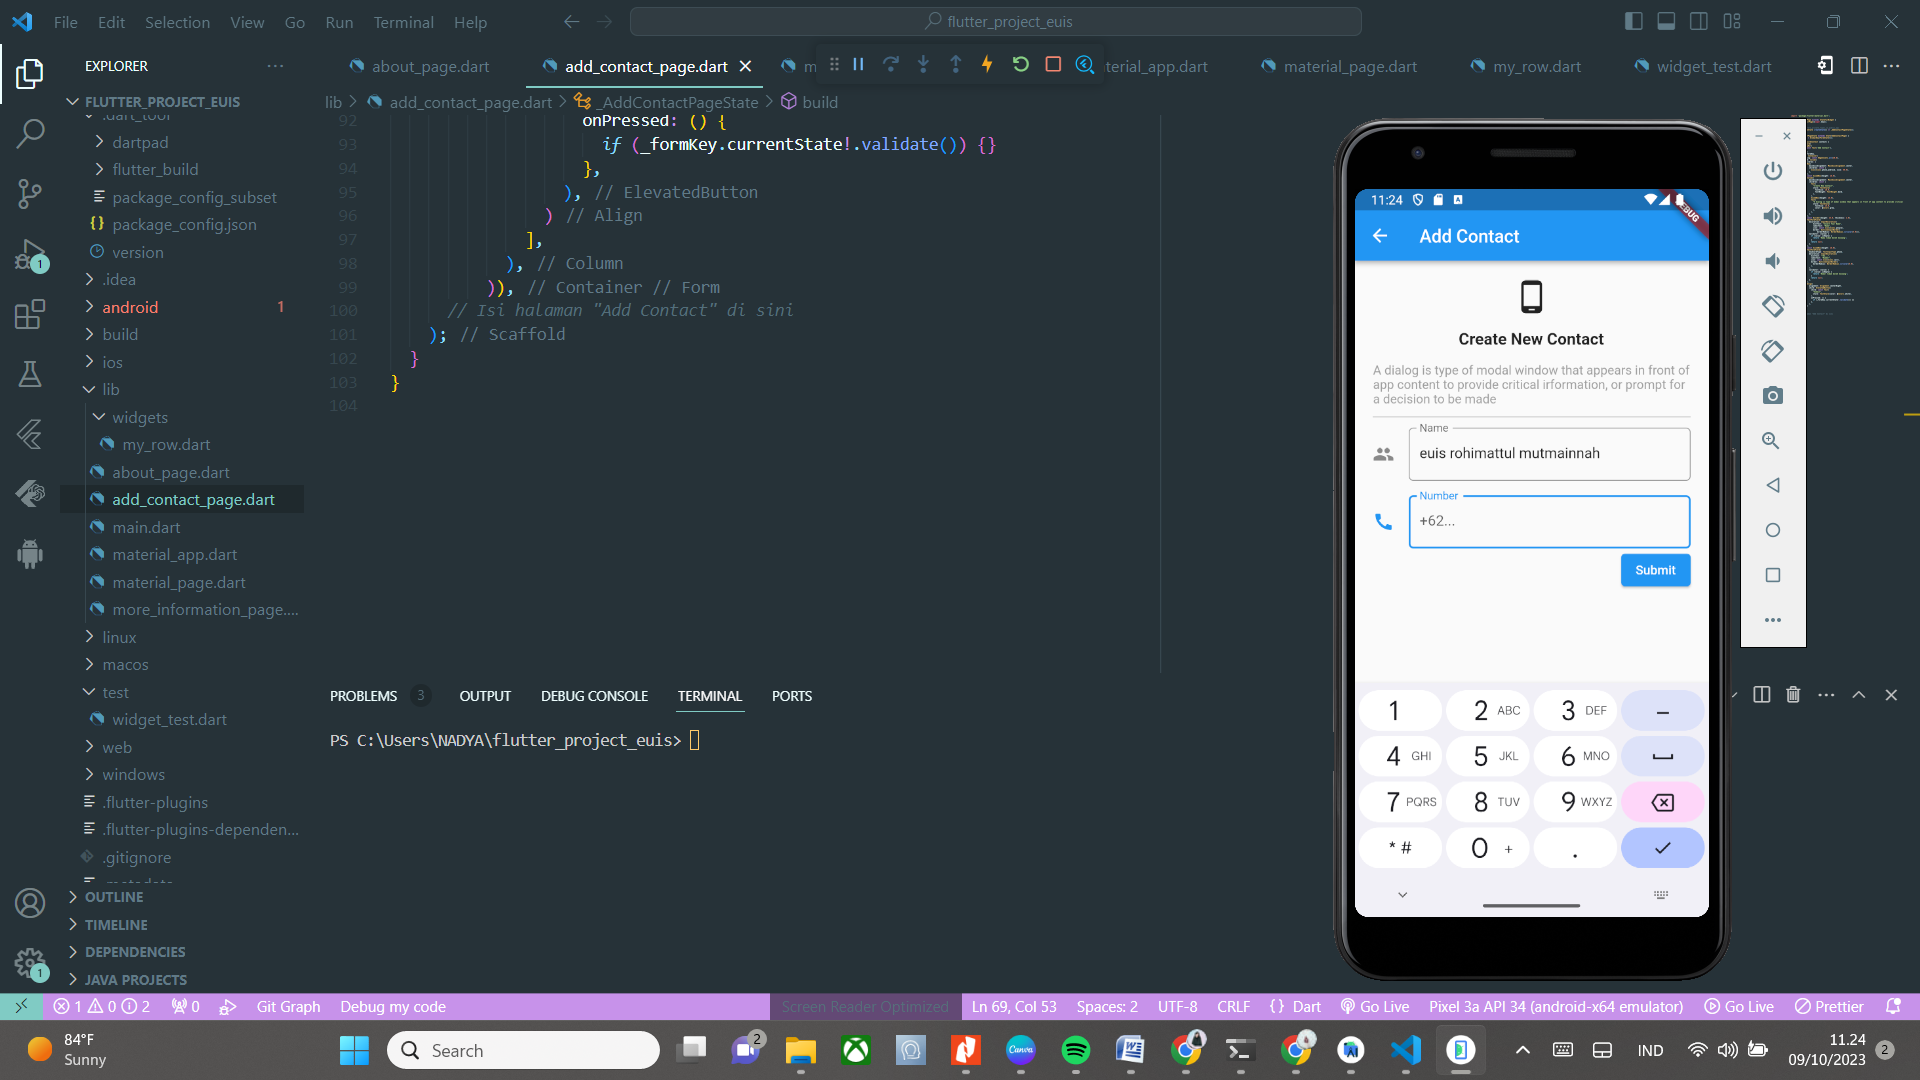 File Edit Selection View Go Run Terminal Help
flutter_project_euis
EXPLORER
about_page.dart
add_contact_page.dart
terial_app.dart
material_page.dart
my_row.dart
widget_test.dart
FLUTTER_PROJECT_EUIS
lib > add_contact_page.dart > _AddContactPageState > build
.dart_tool
dartpad
flutter_build
package_config_subset
{} package_config.json
version
.idea
android 1
build
ios
lib
widgets
my_row.dart
about_page.dart
add_contact_page.dart
main.dart
material_app.dart
material_page.dart
more_information_page....
linux
macos
test
widget_test.dart
web
windows
.flutter-plugins
.flutter-plugins-dependen...
.gitignore
OUTLINE
TIMELINE
DEPENDENCIES
JAVA PROJECTS
1
1
92 onPressed: () {
93 if (_formKey.currentState!.validate()) {}
94 },
95 ), // ElevatedButton
96 ) // Align
97 ],
98 ), // Column
99 )), // Container // Form
100 // Isi halaman "Add Contact" di sini
101 ); // Scaffold
102 }
103 }
104
PROBLEMS 3 OUTPUT DEBUG CONSOLE TERMINAL PORTS
PS C:\Users\NADYA\flutter_project_euis>
11:24
DEBUG
Add Contact
Create New Contact
A dialog is type of modal window that appears in front of
app content to provide critical irformation, or prompt for
a decision to be made
Name
euis rohimattul mutmainnah
Number
+62...
Submit
1 2 ABC 3 DEF –
4 GHI 5 JKL 6 MNO
7 PQRS 8 TUV 9 WXYZ
* # 0 + .
1 0 2 0 Git Graph Debug my code Screen Reader Optimized Ln 69, Col 53 Spaces: 2 UTF-8 CRLF {} Dart Go Live Pixel 3a API 34 (android-x64 emulator) Go Live Prettier
84°F
Sunny
Search
2
Canva
IND
11.24
09/10/2023
2